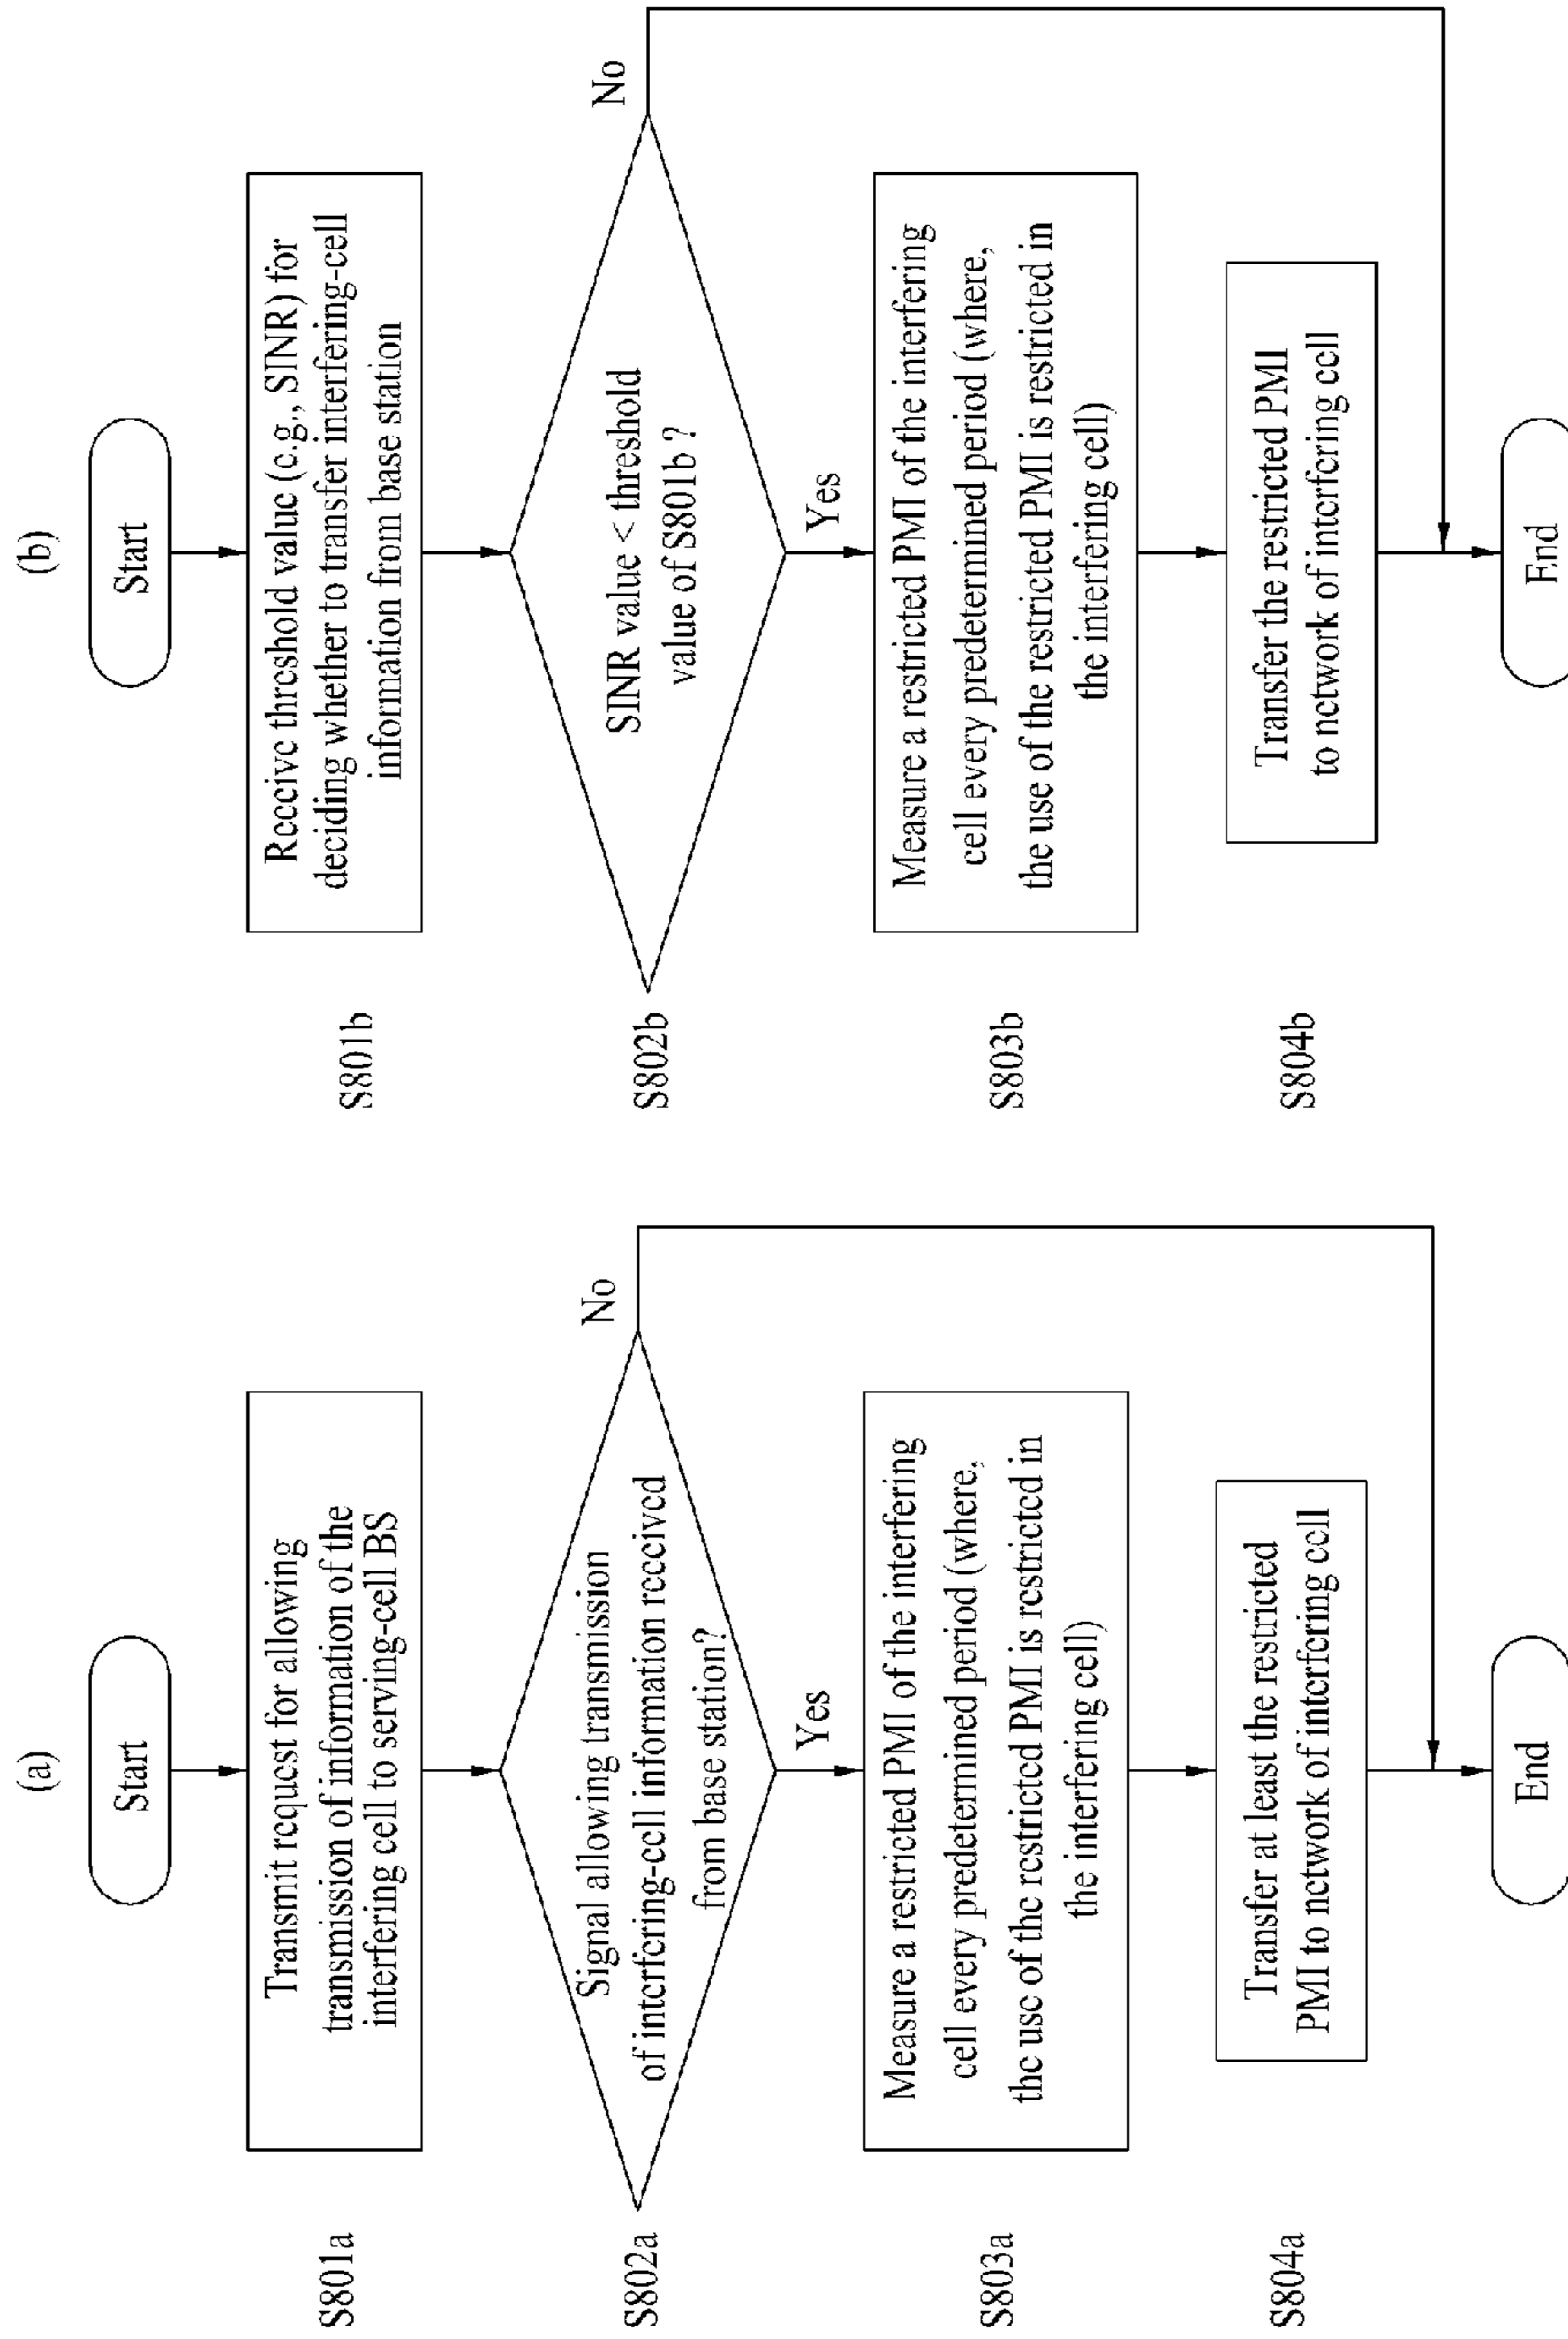 (a)
Start
S801a
Transmit request for allowing
transmission of information of the
interfering cell to serving-cell BS
S802a
Signal allowing transmission
of interfering-cell information received
from base station?
No
Yes
S803a
Measure a restricted PMI of the interfering
cell every predetermined period (where,
the use of the restricted PMI is restricted in
the interfering cell)
S804a
Transfer at least the restricted
PMI to network of interfering cell
End
(b)
Start
S801b
Receive threshold value (e.g., SINR) for
deciding whether to transfer interfering-cell
information from base station
S802b
SINR value < threshold
value of S801b ?
No
Yes
S803b
Measure a restricted PMI of the interfering
cell every predetermined period (where,
the use of the restricted PMI is restricted in
the interfering cell)
S804b
Transfer the restricted PMI
to network of interfering cell
End